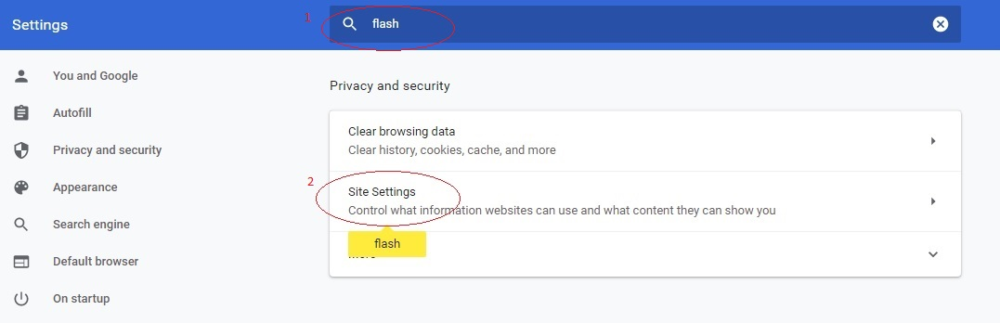 Settings
1
flash
You and Google
Autofill
Privacy and security
Appearance
Search engine
Default browser
On startup
Privacy and security
Clear browsing data
Clear history, cookies, cache, and more
2
Site Settings
Control what information websites can use and what content they can show you
flash